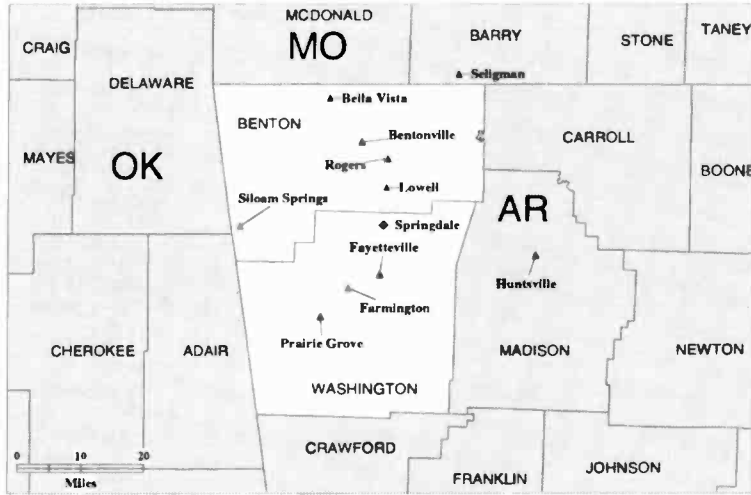 MCDONALD
MO
BARRY
STONE
TANEY
CRAIG
DELAWARE
Seligman
Bella Vista
BENTON
Bentonville
CARROLL
MAYES
OK
Rogers
BOONE
Lowell
Siloam Springs
AR
Springdale
Fayetteville
Huntsville
Farmington
Prairie Grove
CHEROKEE
ADAIR
MADISON
NEWTON
WASHINGTON
CRAWFORD
0 10 20
Miles
FRANKLIN
JOHNSON